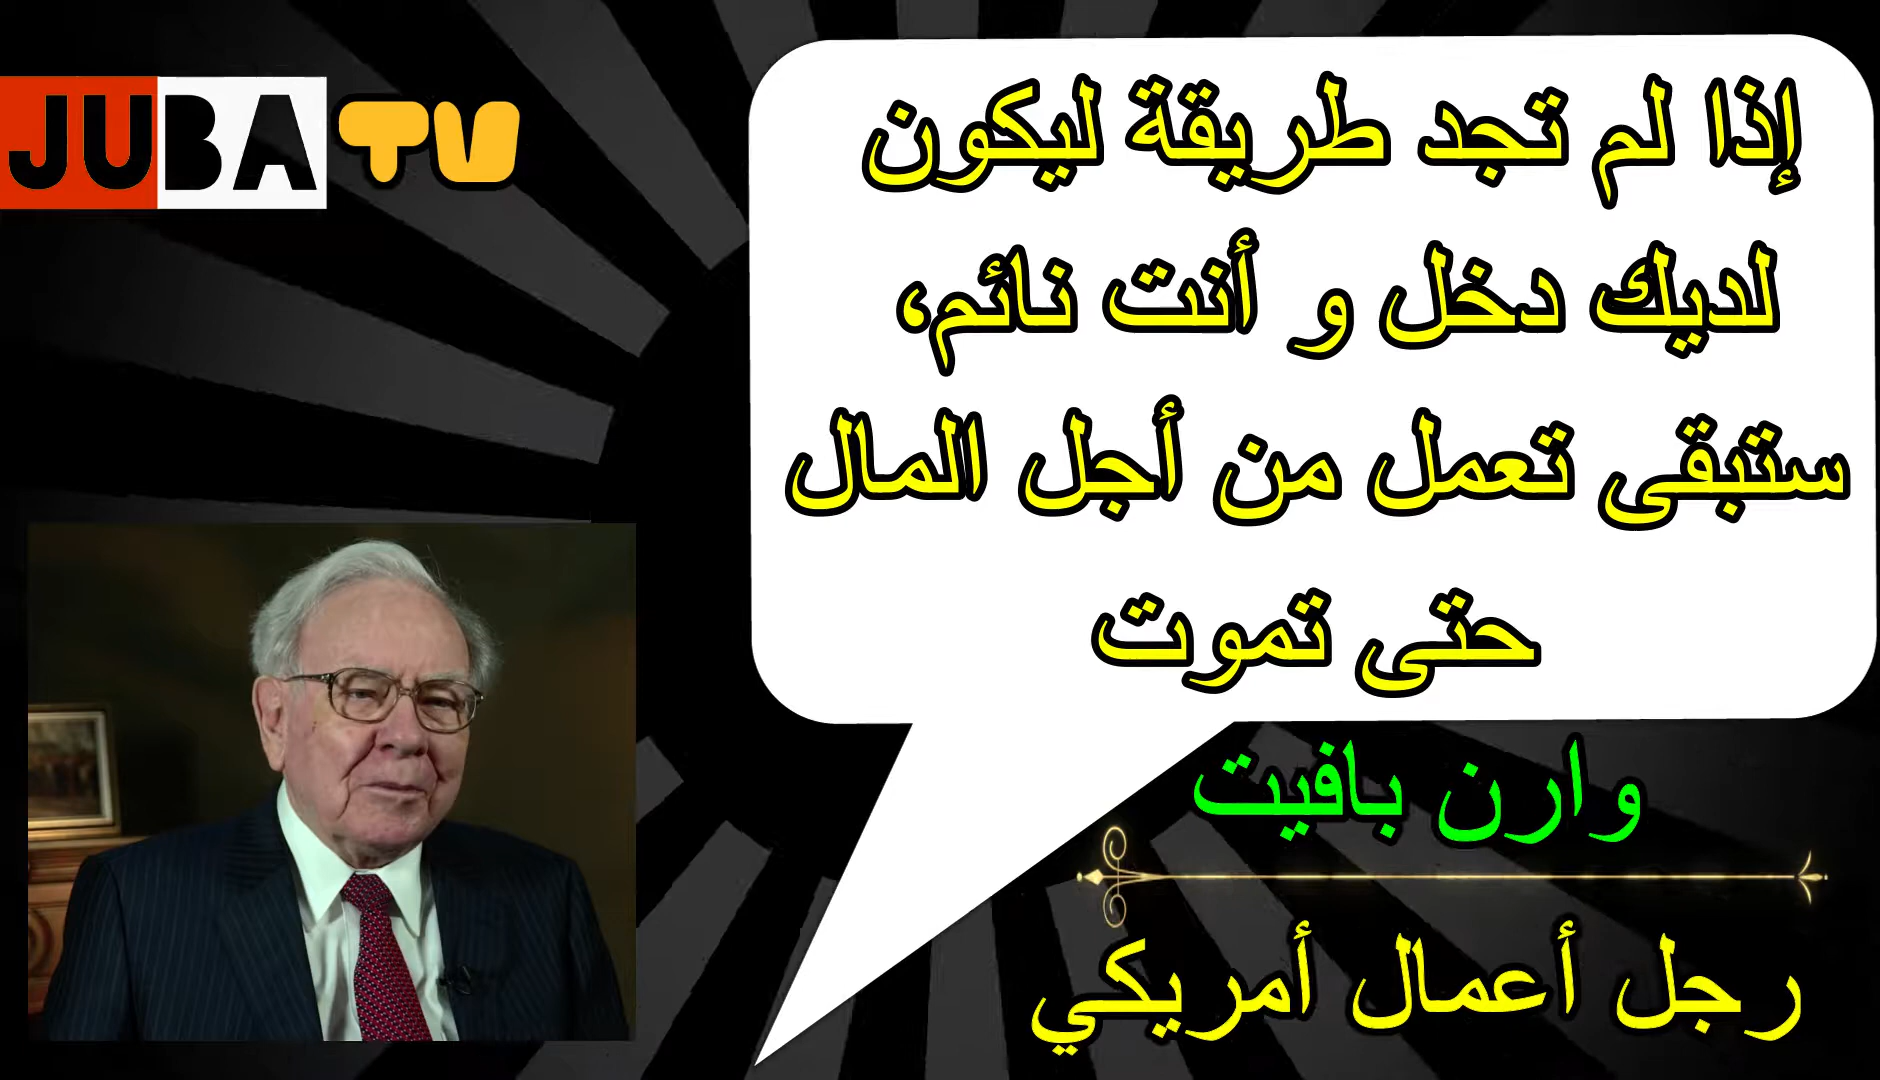 JUBA TV
إذا لم تجد طريقة ليكون
لديك دخل و أنت نائم،
ستبقى تعمل من أجل المال
حتى تموت
وارن بافيت
رجل أعمال أمريكي